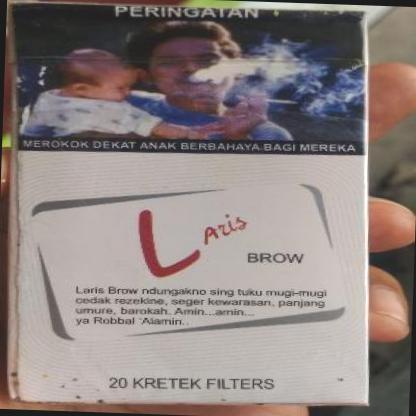 PERINGATAN
MEROKOK DEKAT ANAK BERBAHAYA BAGI MEREKA
Laris
BROW
Laris Brow ndungakno sing tuku mugi-mugi
cedak rezekine, seger kewarasan, panjang
umure, barokah. Amin...amin...
ya Robbal 'Alamin..
20 KRETEK FILTERS